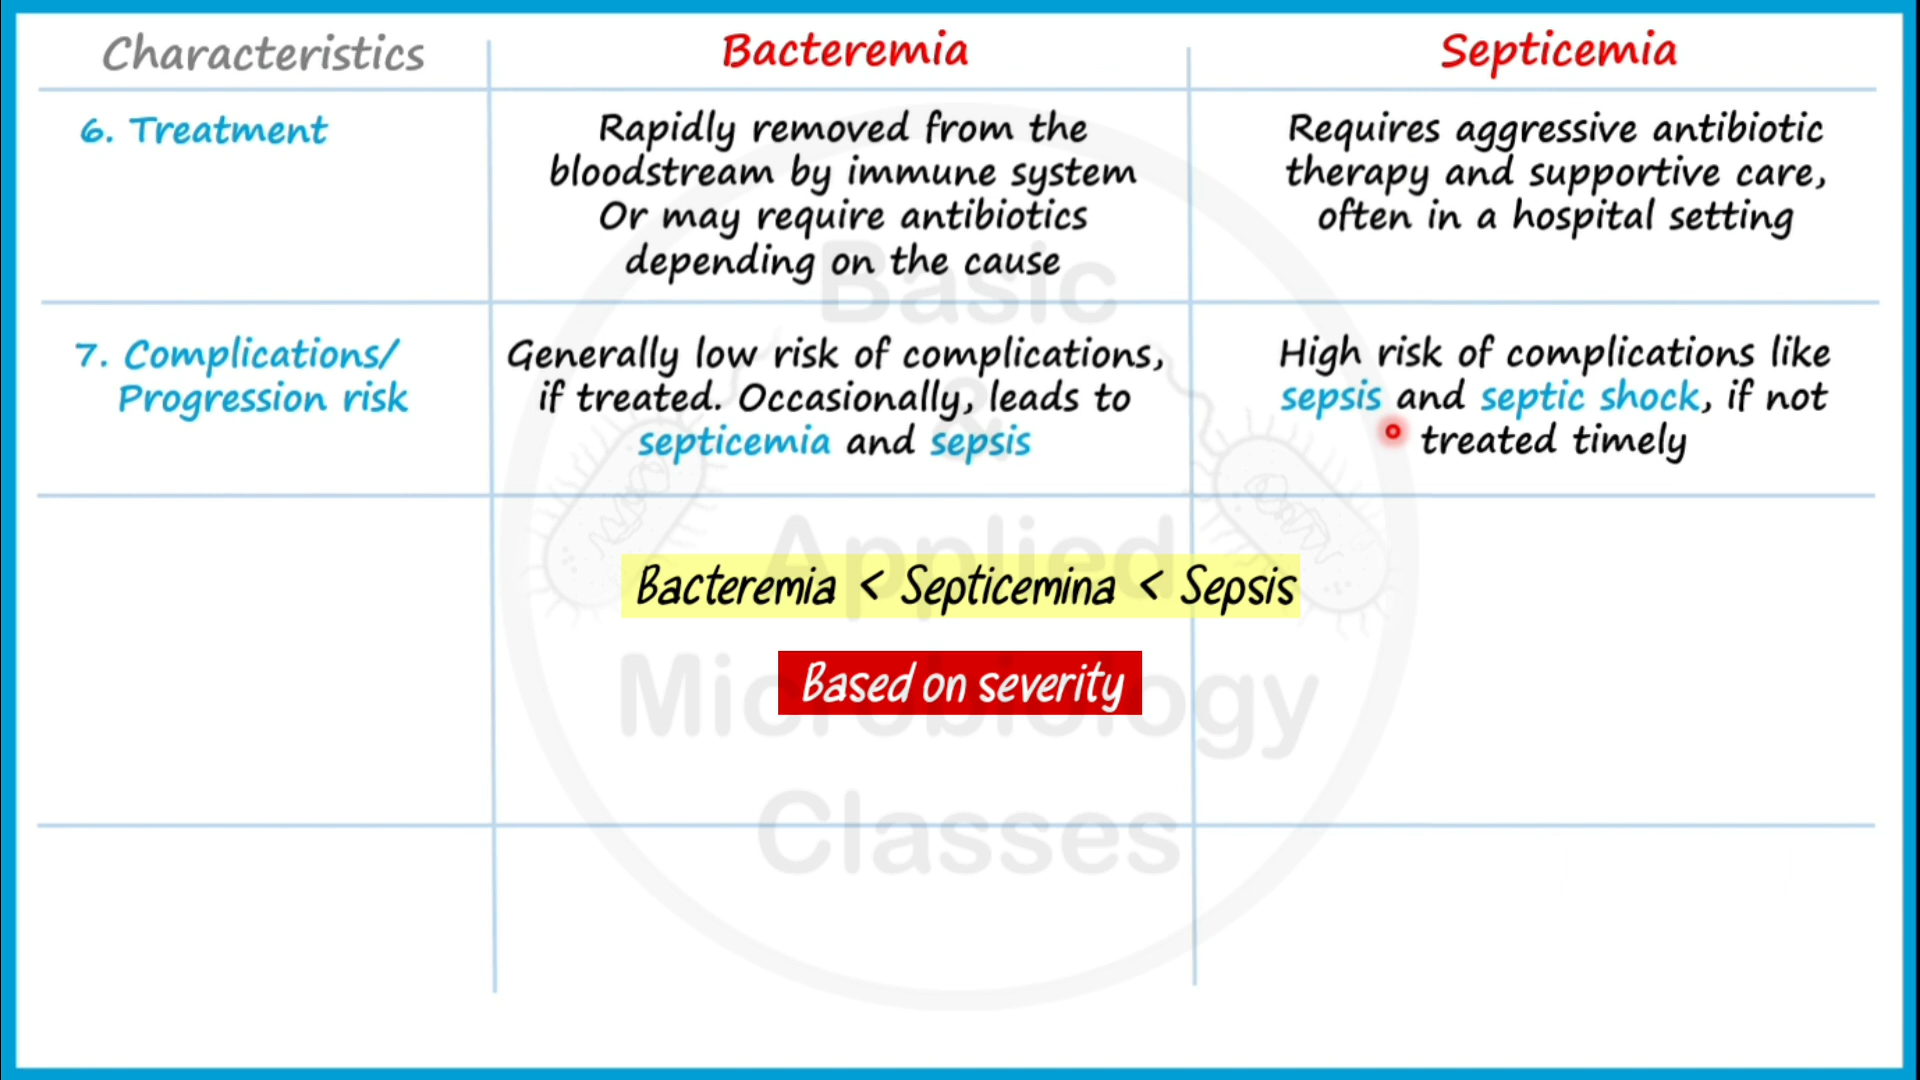 Characteristics
Bacteremia
Septicemia
6. Treatment
Rapidly removed from the
bloodstream by immune system
Or may require antibiotics
depending on the cause
Requires aggressive antibiotic
therapy and supportive care,
often in a hospital setting
7. Complications/
Progression risk
Generally low risk of complications,
if treated. Occasionally, leads to
septicemia and sepsis
High risk of complications like
sepsis and septic shock, if not
treated timely
Bacteremia < Septicemina < Sepsis
Based on severity
Basic
&
Applied
Microbiology
Classes